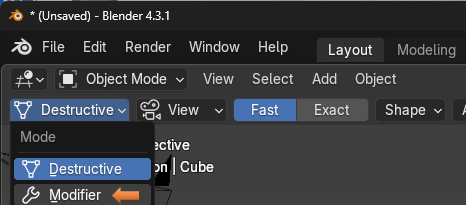 * (Unsaved) - Blender 4.3.1
File Edit Render Window Layout Modeling
Object Mode View Select Add Object
Destructive View Fast Exact Shape
Mode
ective
Destructive
on | Cube
Modifier